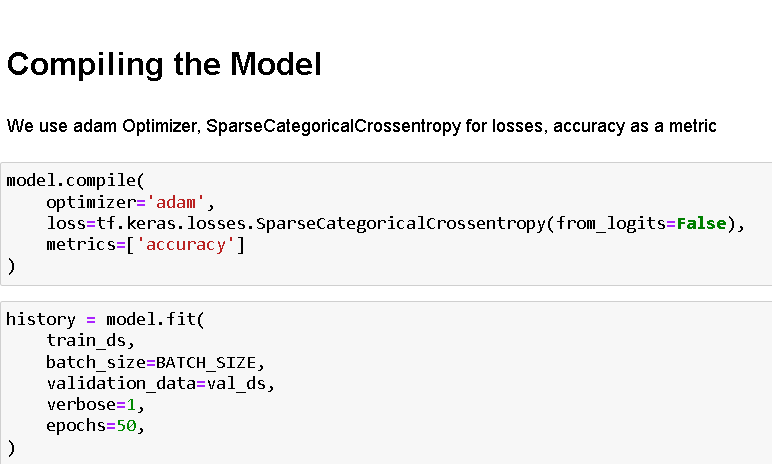 Compiling the Model
We use adam Optimizer, SparseCategoricalCrossentropy for losses, accuracy as a metric
model.compile(
    optimizer='adam',
    loss=tf.keras.losses.SparseCategoricalCrossentropy(from_logits=False),
    metrics=['accuracy']
)
history = model.fit(
    train_ds,
    batch_size=BATCH_SIZE,
    validation_data=val_ds,
    verbose=1,
    epochs=50,
)